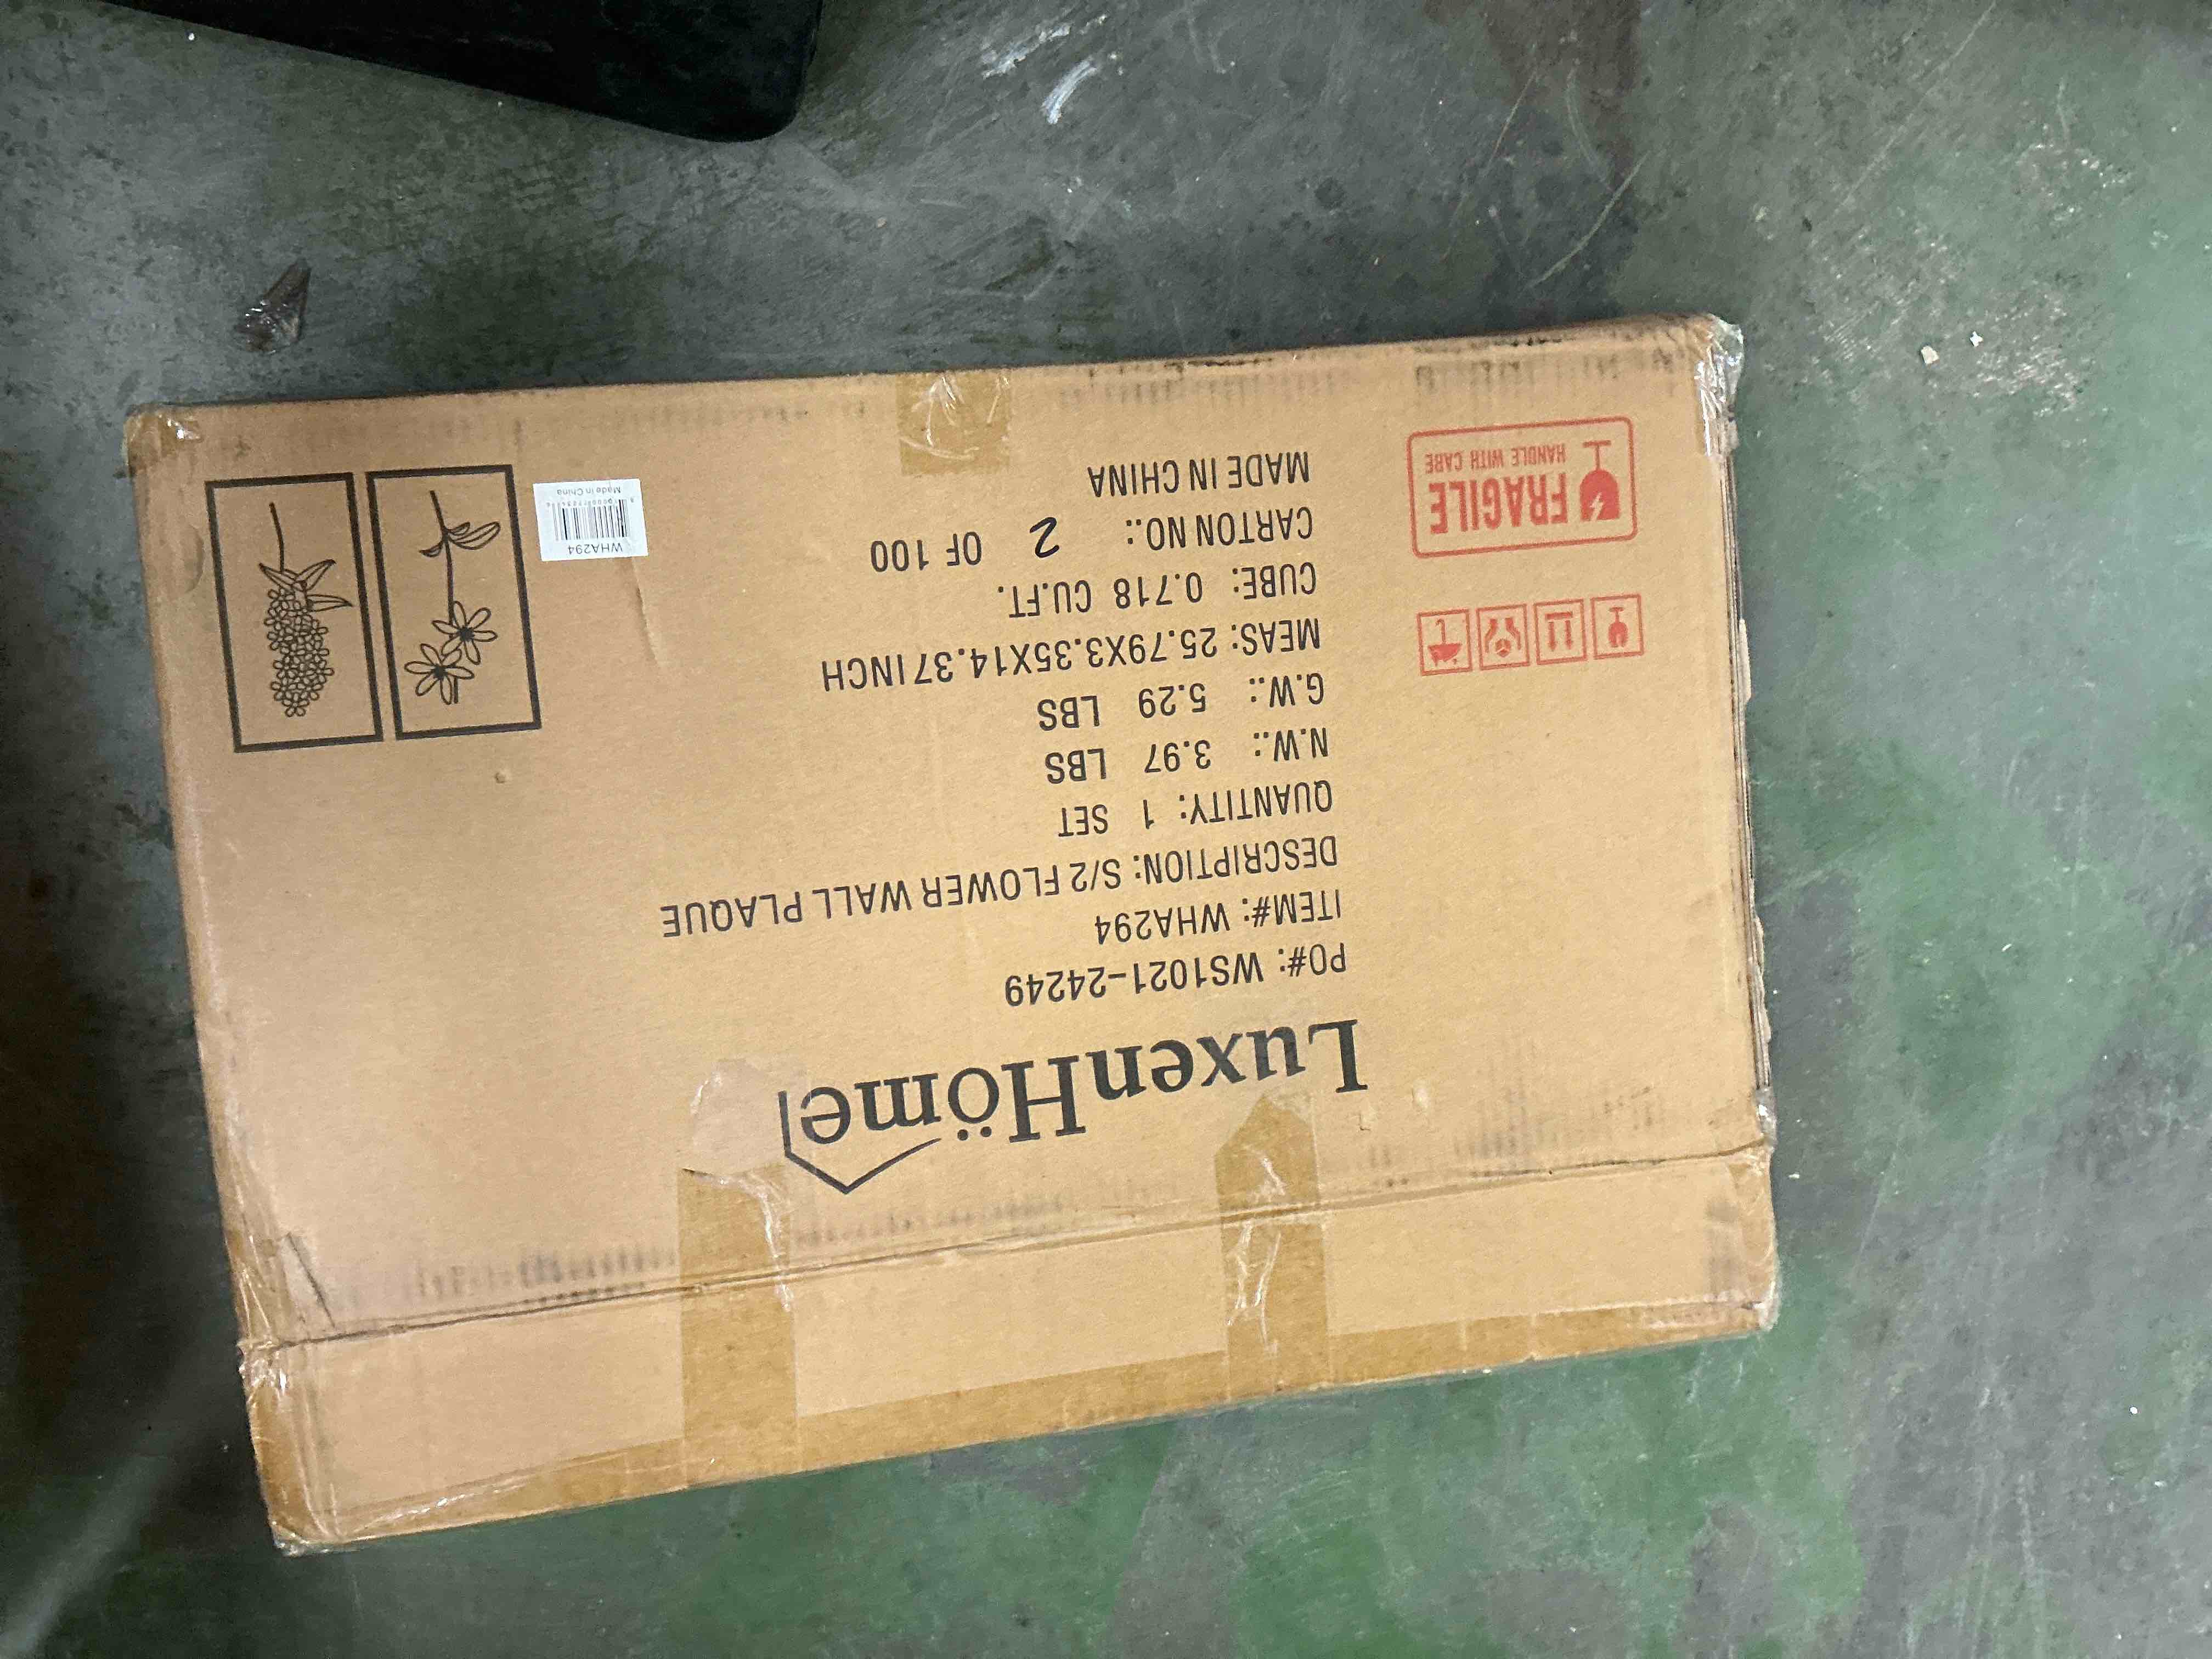 LuxenHöme
PO#: WS1021-24249
ITEM#: WHA294
DESCRIPTION: S/2 FLOWER WALL PLAQUE
QUANTITY: 1 SET
N.W.: 3.97 LBS
G.W.: 5.29 LBS
MEAS: 25.79X3.35X14.37INCH
CUBE: 0.718 CU.FT.
CARTON NO.: 2 OF 100
MADE IN CHINA
FRAGILE
HANDLE WITH CARE
WHA294
Made in China